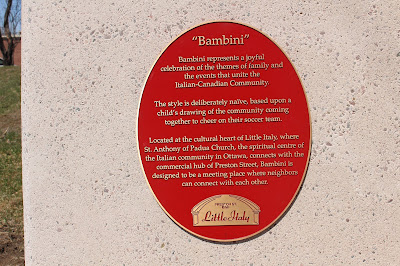 "Bambini"
Bambini represents a joyful
celebration of the themes of family and
the events that unite the
Italian-Canadian Community.
The style is deliberately naïve, based upon a
child's drawing of the community coming
together to cheer on their soccer team.
Located at the cultural heart of Little Italy, where
St. Anthony of Padua Church, the spiritual centre of
the Italian community in Ottawa, connects with the
commercial hub of Preston Street, Bambini is
designed to be a meeting place where neighbors
can connect with each other.
Little Italy